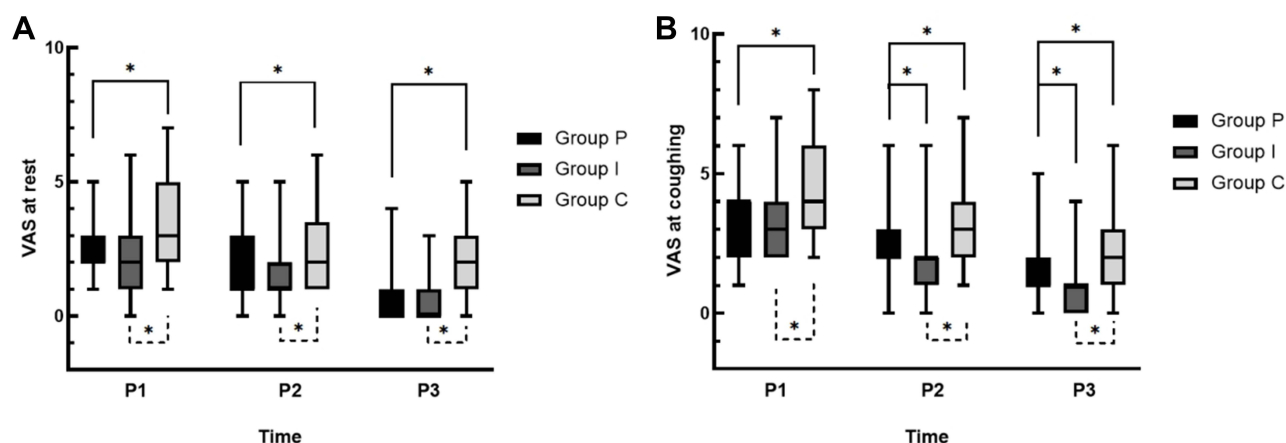 A
10
5
0
VAS at rest
*
*
*
*
*
*
P1
P2
P3
Time
Group P
Group I
Group C
B
10
5
0
VAS at coughing
*
*
*
*
*
*
*
*
P1
P2
P3
Time
Group P
Group I
Group C